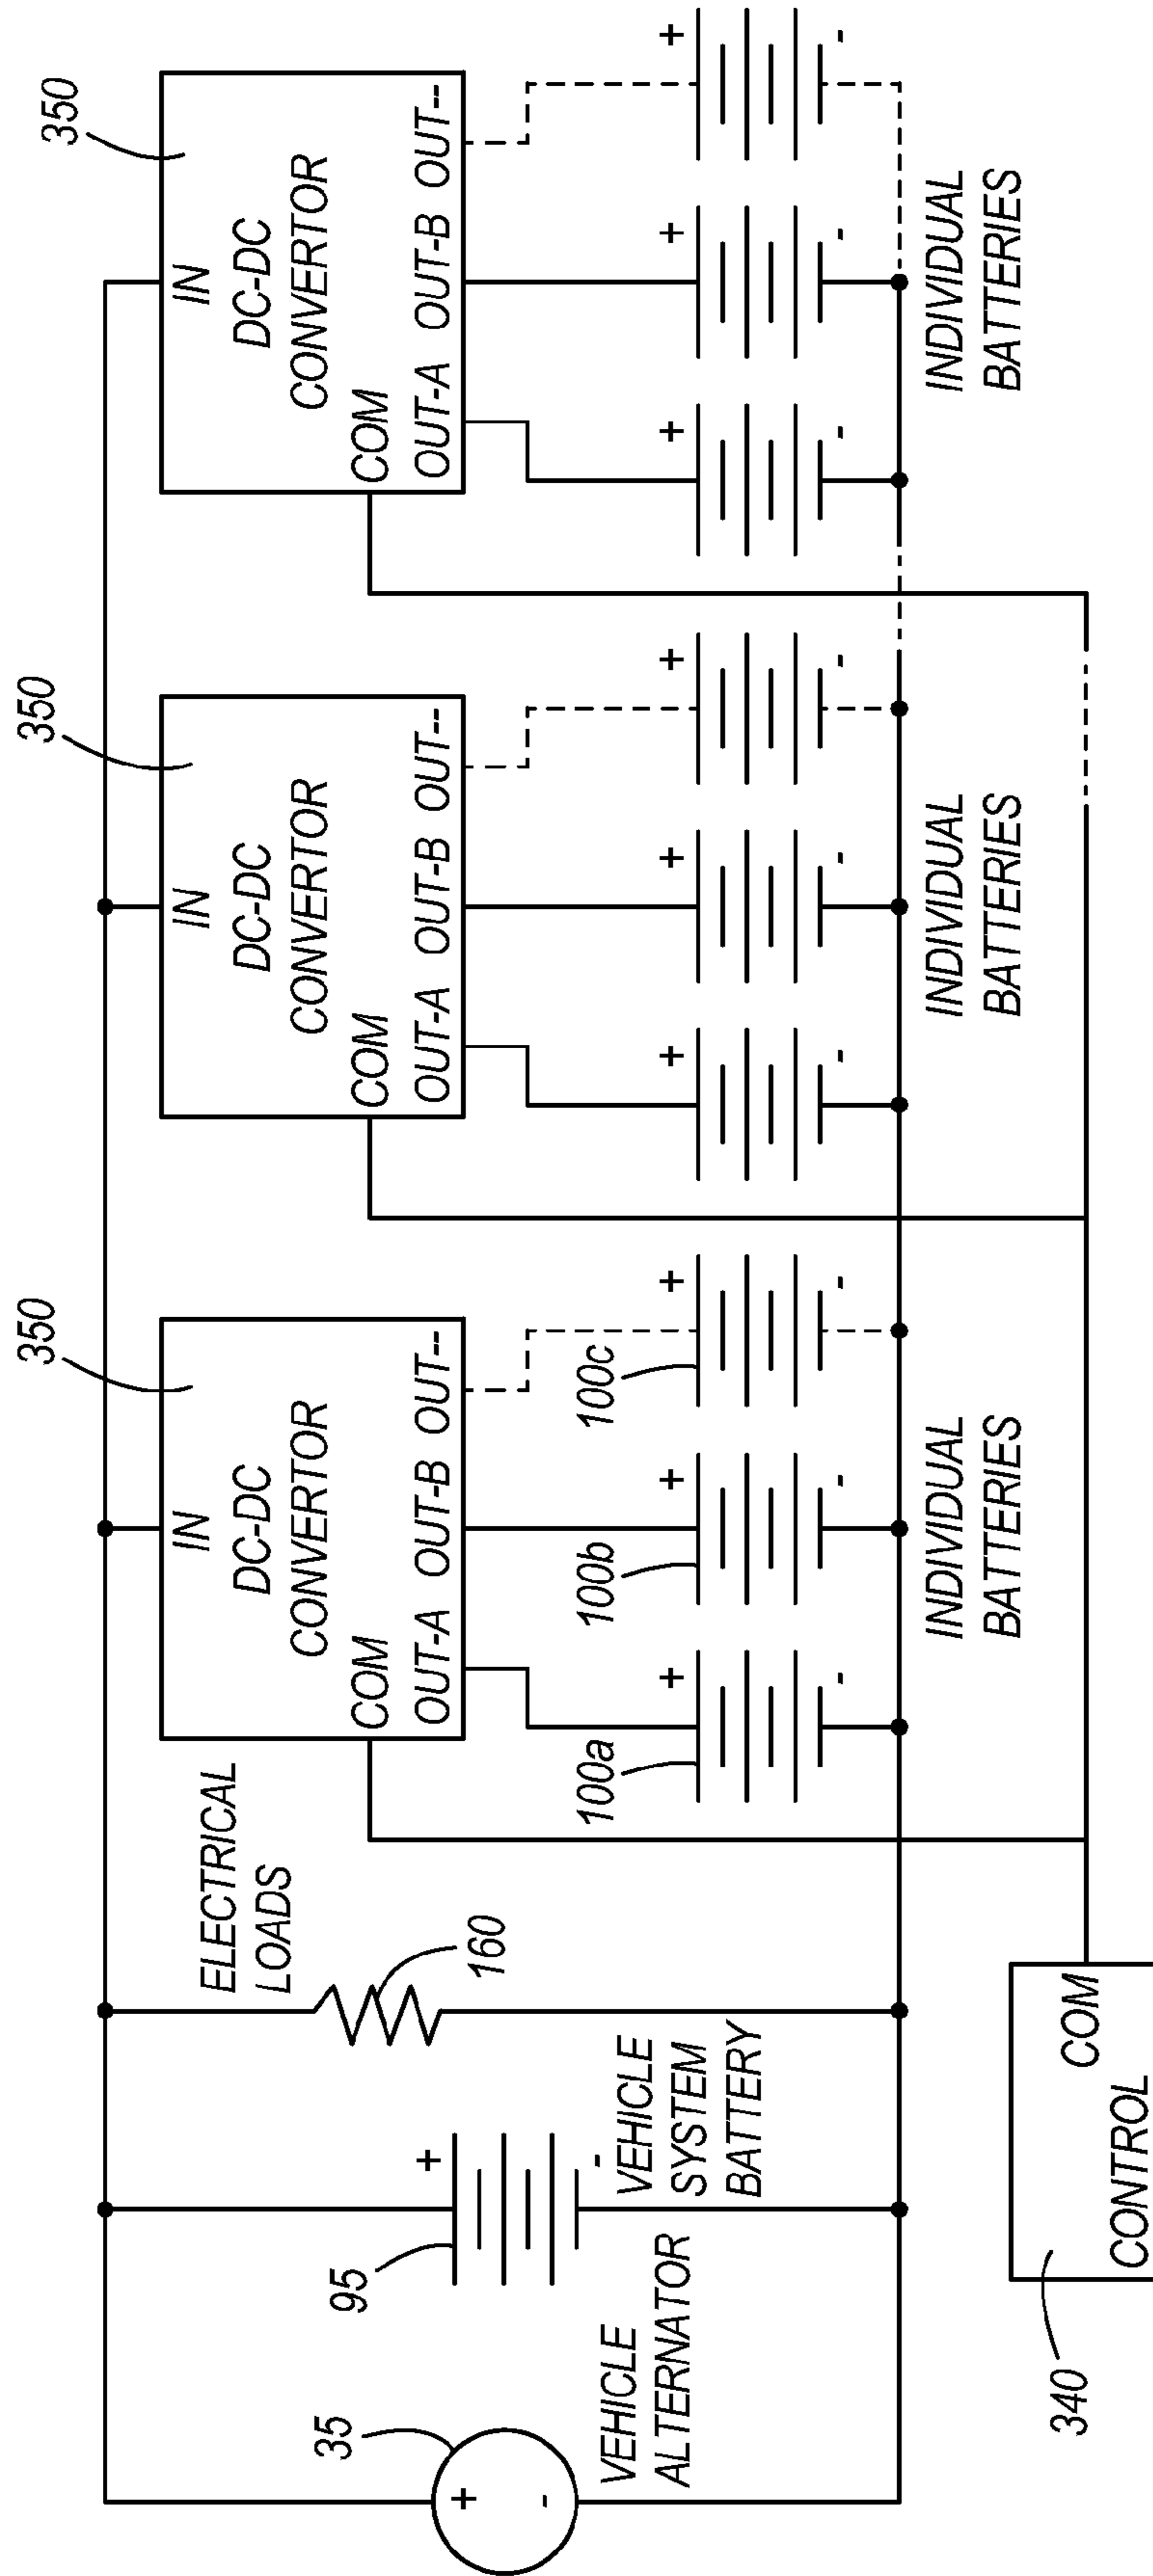 35
+
-
VEHICLE
ALTERNATOR
95
+
-
VEHICLE
SYSTEM
BATTERY
ELECTRICAL
LOADS
160
350
IN
DC-DC
CONVERTOR
COM
OUT-A OUT-B OUT--
100a
+
-
100b
+
-
100c
+
-
INDIVIDUAL
BATTERIES
350
IN
DC-DC
CONVERTOR
COM
OUT-A OUT-B OUT--
+
-
+
-
+
-
INDIVIDUAL
BATTERIES
350
IN
DC-DC
CONVERTOR
COM
OUT-A OUT-B OUT--
+
-
+
-
+
-
INDIVIDUAL
BATTERIES
340
COM
CONTROL